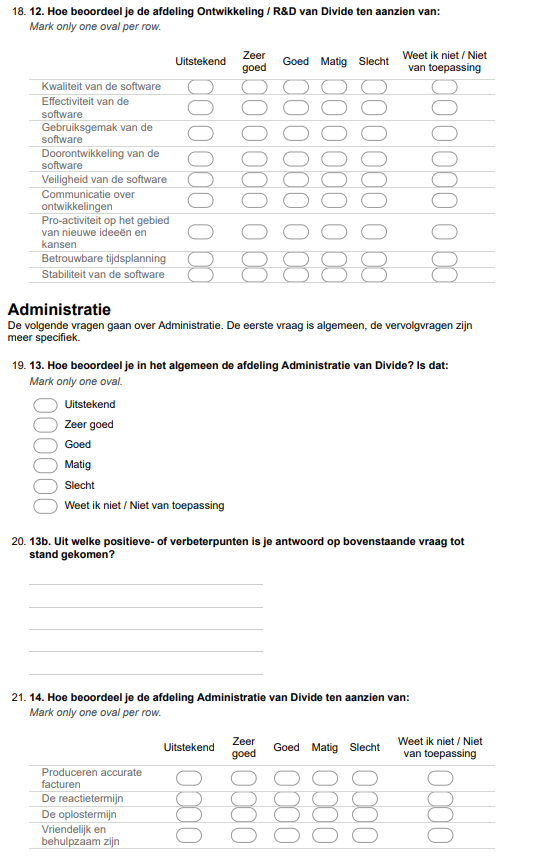 18. 12. Hoe beoordeel je de afdeling Ontwikkeling / R&D van Divide ten aanzien van:
Mark only one oval per row.
Uitstekend Zeer goed Goed Matig Slecht Weet ik niet / Niet van toepassing
Kwaliteit van de software
Effectiviteit van de
software
Gebruiksgemak van de
software
Doorontwikkeling van de
software
Veiligheid van de software
Communicatie over
ontwikkelingen
Pro-activiteit op het gebied
van nieuwe ideeën en
kansen
Betrouwbare tijdsplanning
Stabiliteit van de software
Administratie
De volgende vragen gaan over Administratie. De eerste vraag is algemeen, de vervolgvragen zijn
meer specifiek.
19. 13. Hoe beoordeel je in het algemeen de afdeling Administratie van Divide? Is dat:
Mark only one oval.
Uitstekend
Zeer goed
Goed
Matig
Slecht
Weet ik niet / Niet van toepassing
20. 13b. Uit welke positieve- of verbeterpunten is je antwoord op bovenstaande vraag tot
stand gekomen?
21. 14. Hoe beoordeel je de afdeling Administratie van Divide ten aanzien van:
Mark only one oval per row.
Uitstekend Zeer goed Goed Matig Slecht Weet ik niet / Niet van toepassing
Produceren accurate
facturen
De reactietermijn
De oplostermijn
Vriendelijk en
behulpzaam zijn